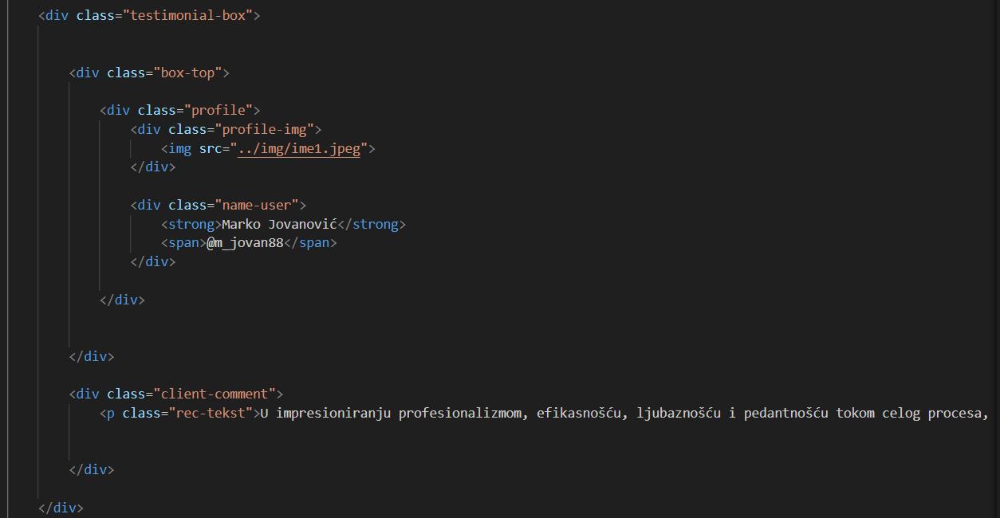 <div class="testimonial-box">
<div class="box-top">
<div class="profile">
<div class="profile-img">
<img src="../img/ime1.jpeg">
</div>
<div class="name-user">
<strong>Marko Jovanović</strong>
<span>@m_jovan88</span>
</div>
</div>
</div>
<div class="client-comment">
<p class="rec-tekst">U impresioniranju profesionalizmom, efikasnošću, ljubaznošću i pedantnošću tokom celog procesa,
</div>
</div>